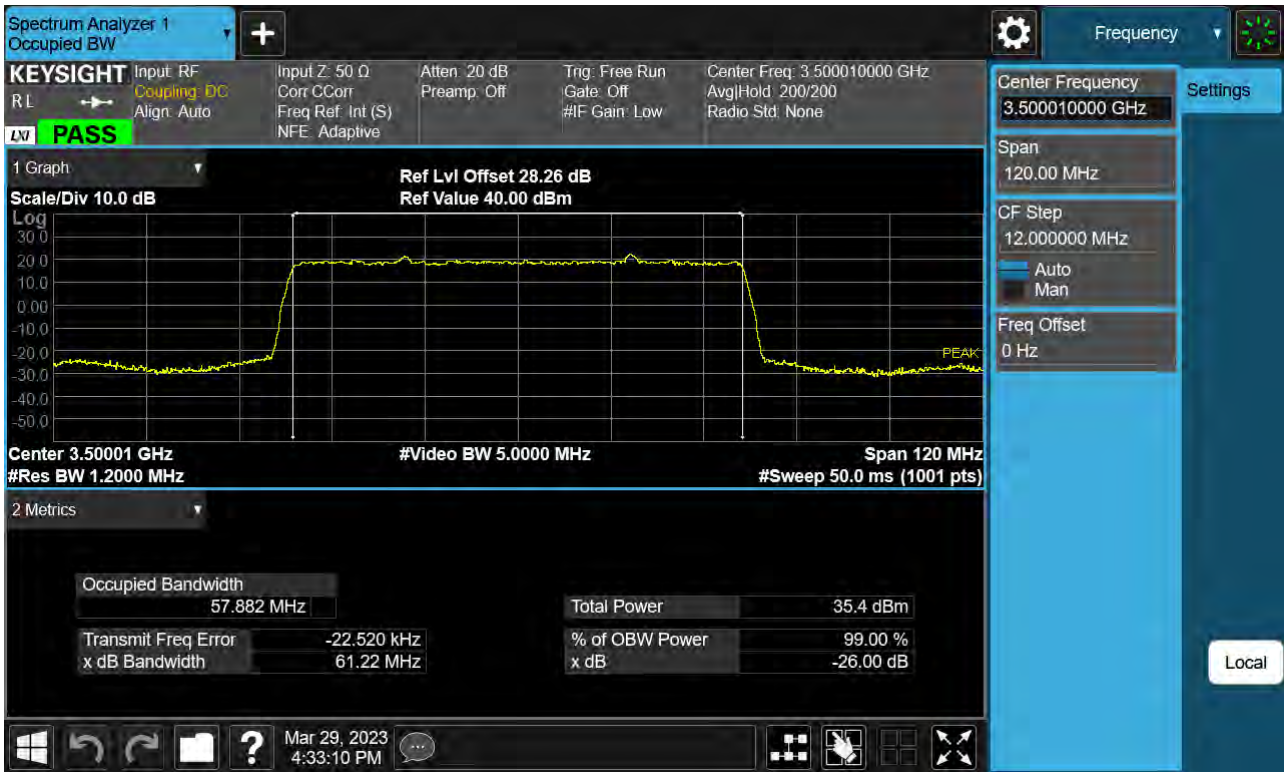 Spectrum Analyzer 1
Occupied BW
+
Frequency
KEYSIGHT
RL
LXI
PASS
Input: RF
Coupling: DC
Align: Auto
Input Z: 50 Ω
Corr CCorr
Freq Ref: Int (S)
NFE: Adaptive
Atten: 20 dB
Preamp: Off
Trig: Free Run
Gate: Off
#IF Gain: Low
Center Freq: 3.500010000 GHz
Avg|Hold: 200/200
Radio Std: None
Center Frequency
3.500010000 GHz
Settings
Span
120.00 MHz
CF Step
12.000000 MHz
Auto
Man
Freq Offset
0 Hz
Local
1 Graph
Scale/Div 10.0 dB
Ref Lvl Offset 28.26 dB
Ref Value 40.00 dBm
Log
30.0
20.0
10.0
0.00
-10.0
-20.0
-30.0
-40.0
-50.0
PEAK
Center 3.50001 GHz
#Video BW 5.0000 MHz
Span 120 MHz
#Res BW 1.2000 MHz
#Sweep 50.0 ms (1001 pts)
2 Metrics
Occupied Bandwidth
57.882 MHz
Total Power 35.4 dBm
Transmit Freq Error -22.520 kHz
% of OBW Power 99.00 %
x dB Bandwidth 61.22 MHz
x dB -26.00 dB
?
Mar 29, 2023
4:33:10 PM